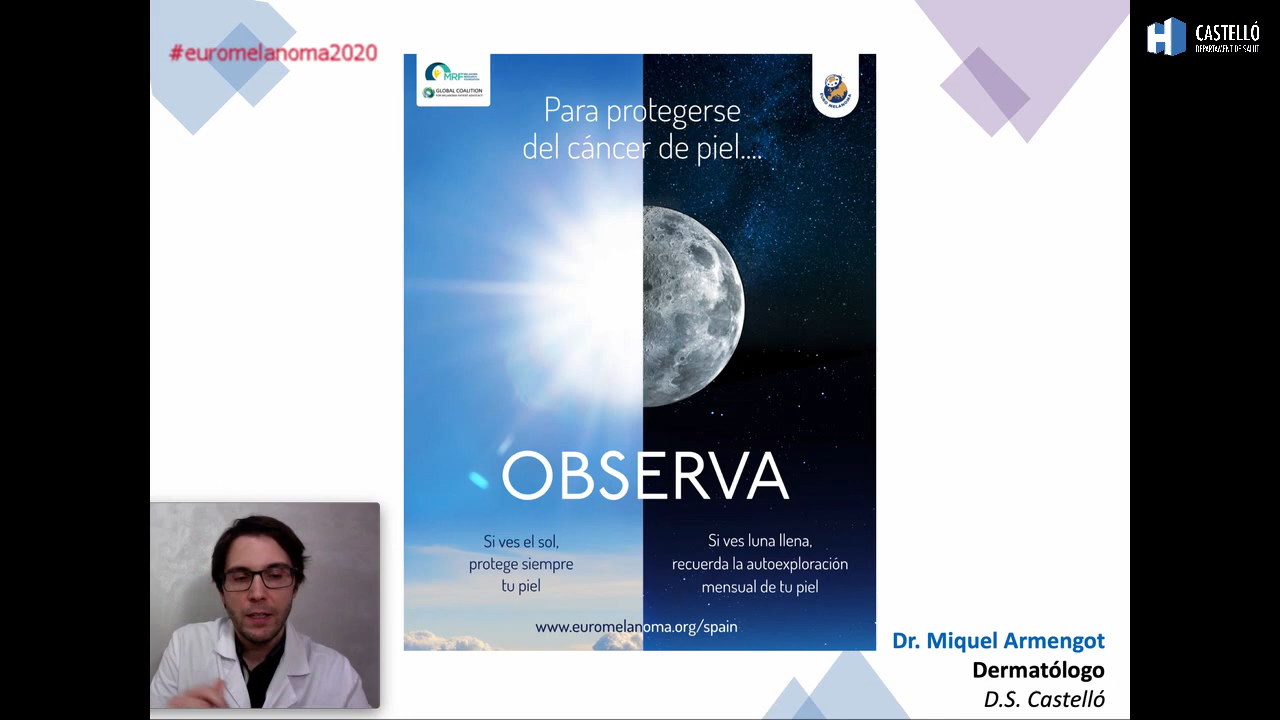 #euromelanoma2020
CASTELLÓ
DEPARTAMENT DE SALUT
MRF
GLOBAL COALITION
Para protegerse
del cáncer de piel....
OBSERVA
Si ves el sol,
protege siempre
tu piel
Si ves luna llena,
recuerda la autoexploración
mensual de tu piel
www.euromelanoma.org/spain
Dr. Miquel Armengot
Dermatólogo
D.S. Castelló